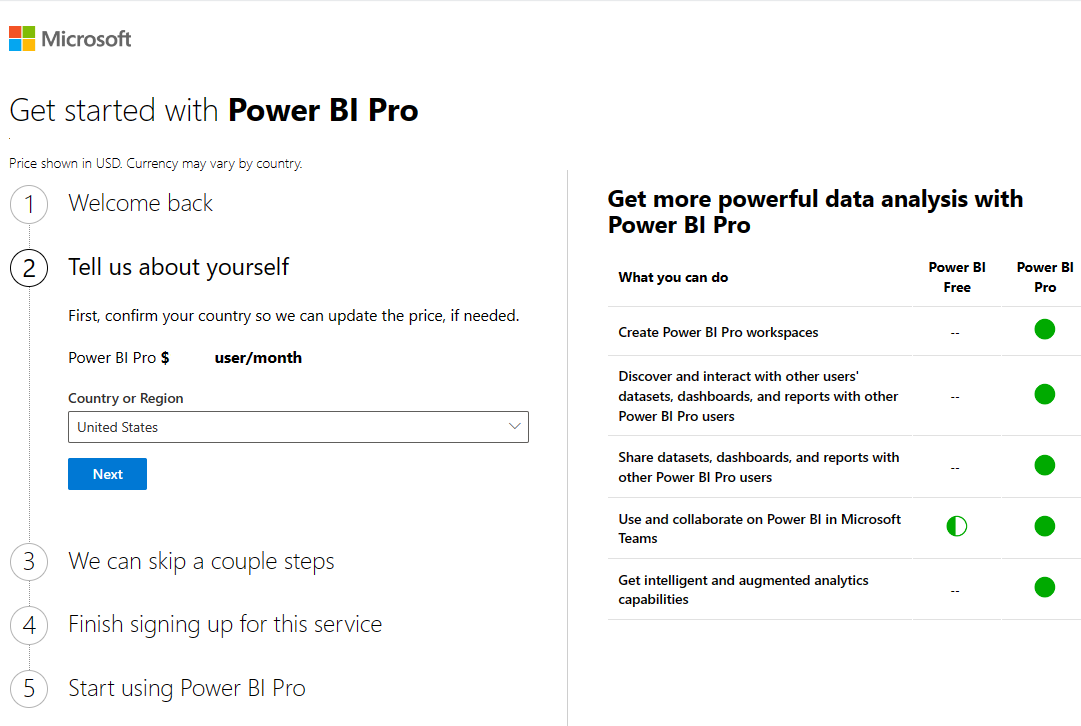 Microsoft
Get started with Power BI Pro
.
Price shown in USD. Currency may vary by country.
1 Welcome back
2 Tell us about yourself
First, confirm your country so we can update the price, if needed.
Power BI Pro $ user/month
Country or Region
United States
Next
3 We can skip a couple steps
4 Finish signing up for this service
5 Start using Power BI Pro
Get more powerful data analysis with
Power BI Pro
What you can do
Power BI
Free
Power BI
Pro
Create Power BI Pro workspaces
--
Discover and interact with other users'
datasets, dashboards, and reports with other
Power BI Pro users
--
Share datasets, dashboards, and reports with
other Power BI Pro users
--
Use and collaborate on Power BI in Microsoft
Teams
Get intelligent and augmented analytics
capabilities
--